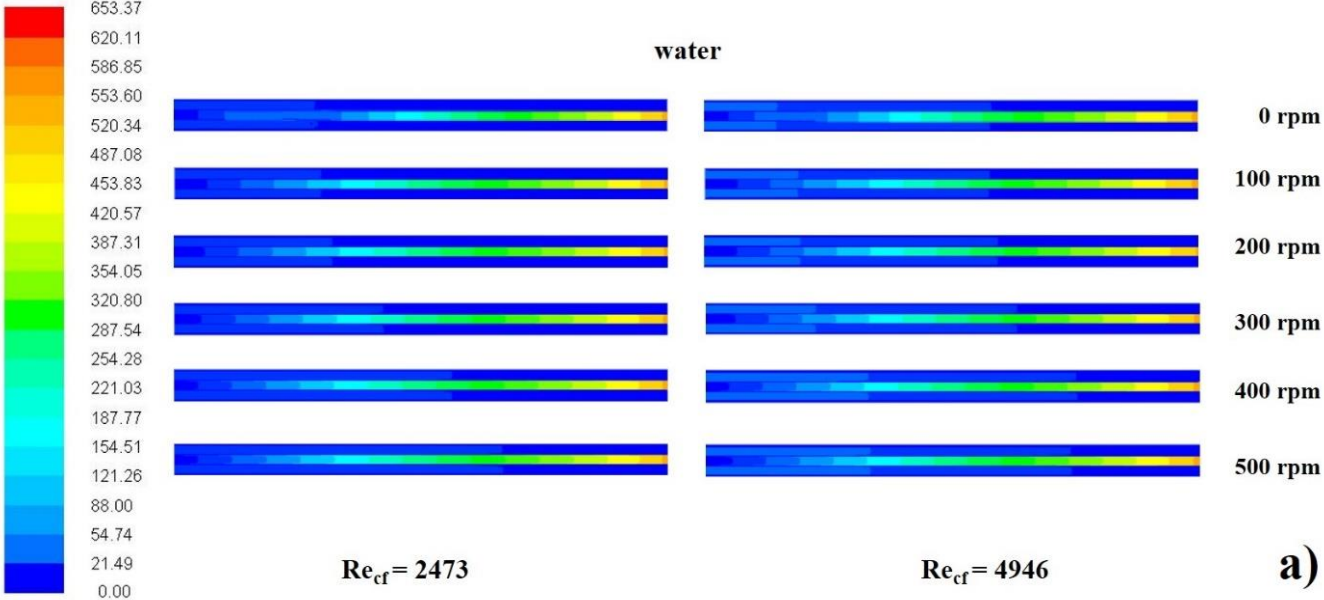 653.37
620.11
586.85
553.60
520.34
487.08
453.83
420.57
387.31
354.05
320.80
287.54
254.28
221.03
187.77
154.51
121.26
88.00
54.74
21.49
0.00
water
0 rpm
100 rpm
200 rpm
300 rpm
400 rpm
500 rpm
Re_cf = 2473
Re_cf = 4946
a)